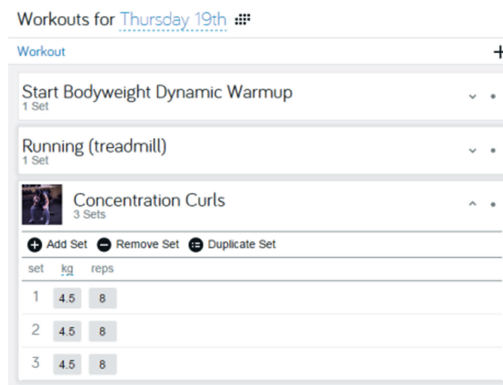 Workouts for Thursday 19th
Workout
Start Bodyweight Dynamic Warmup
1 Set
Running (treadmill)
1 Set
Concentration Curls
3 Sets
Add Set Remove Set Duplicate Set
set kg reps
1 4.5 8
2 4.5 8
3 4.5 8